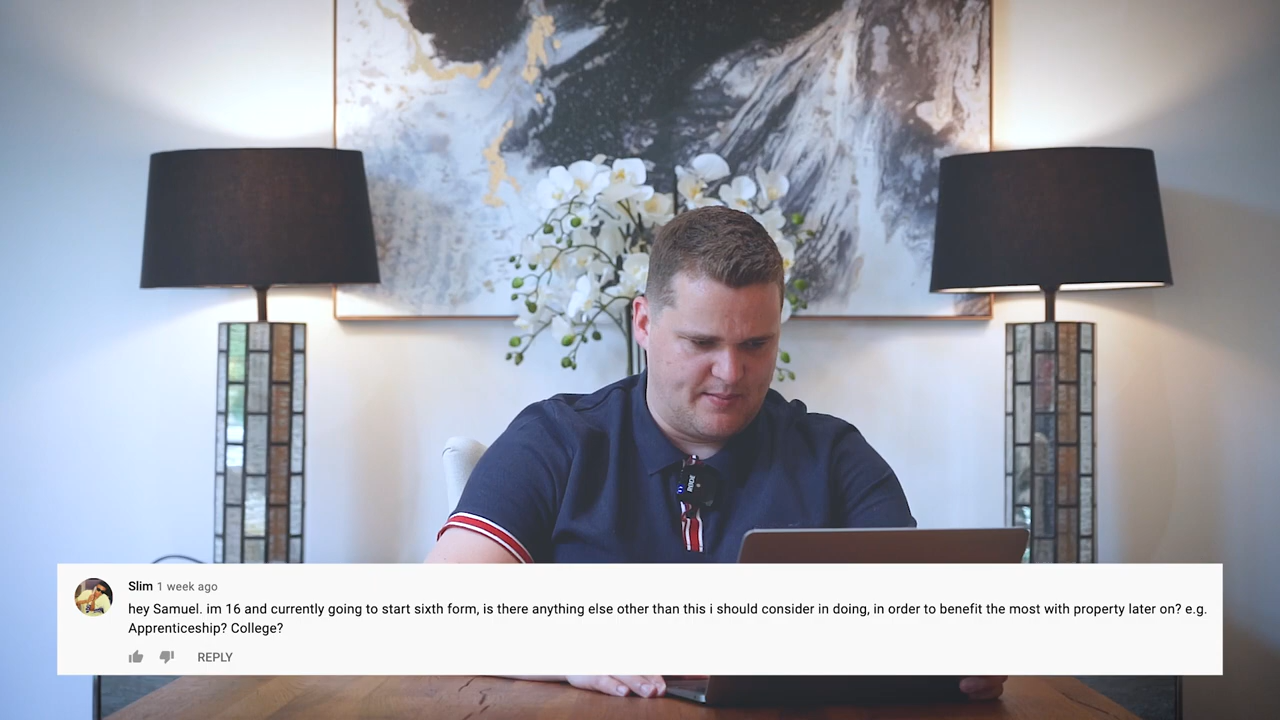 RØDE
Slim 1 week ago
hey Samuel. im 16 and currently going to start sixth form, is there anything else other than this i should consider in doing, in order to benefit the most with property later on? e.g.
Apprenticeship? College?
REPLY